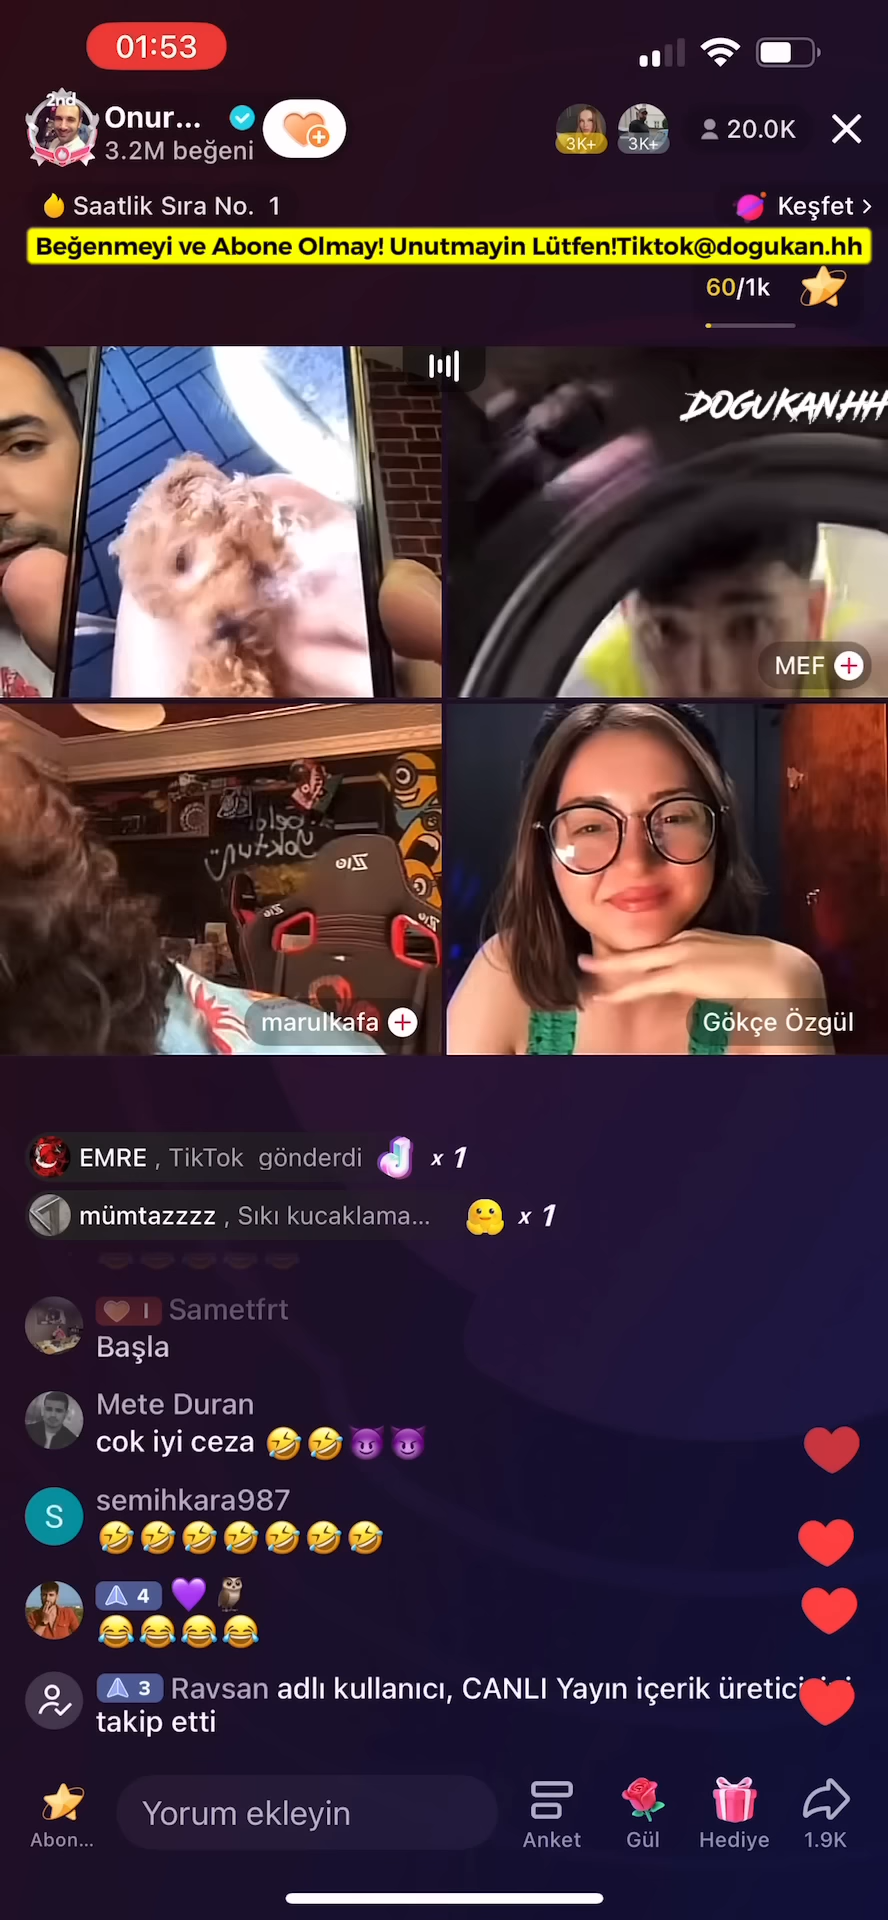 01:53
2nd
Onur...
3.2M beğeni
3K+
3K+
20.0K
Saatlik Sıra No. 1
Keşfet
Beğenmeyi ve Abone Olmay! Unutmayin Lütfen!Tiktok@dogukan.hh
60/1k
DOGUKAN.HH
MEF
marulkafa
Gökçe Özgül
EMRE , TikTok gönderdi x 1
mümtazzzz , Sıkı kucaklama... x 1
I Sametfrt
Başla
Mete Duran
cok iyi ceza 🤣🤣😈😈
semihkara987
S
🤣🤣🤣🤣🤣🤣🤣
4 💜 🦉
😂😂😂😂
3 Ravsan adlı kullanıcı, CANLI Yayın içerik
takip etti
Abon...
Yorum ekleyin
Anket
Gül
Hediye
1.9K